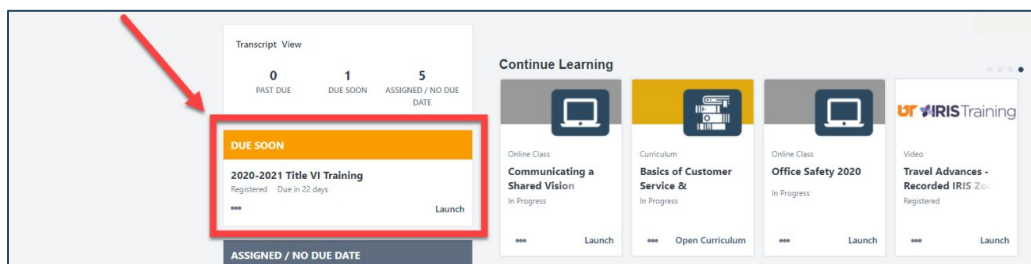 Transcript View
0
PAST DUE
1
DUE SOON
5
ASSIGNED / NO DUE
DATE
DUE SOON
2020-2021 Title VI Training
Registered Due in 22 days
Launch
ASSIGNED / NO DUE DATE
Continue Learning
Online Class
Communicating a
Shared Vision
In Progress
Launch
Curriculum
Basics of Customer
Service &
In Progress
Open Curriculum
Online Class
Office Safety 2020
In Progress
Launch
UT IRIS Training
Video
Travel Advances -
Recorded IRIS
Registered
Launch